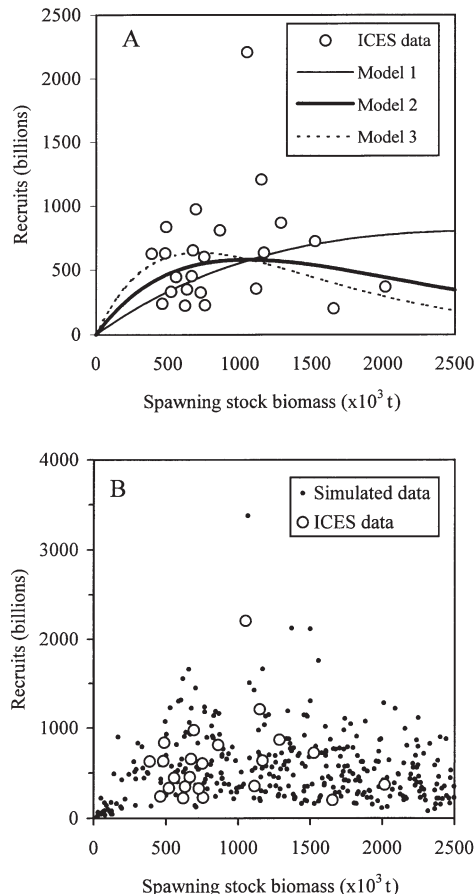 A
ICES data
Model 1
Model 2
Model 3
2500
2000
1500
1000
500
0
Recruits (billions)
0 500 1000 1500 2000 2500
Spawning stock biomass (x10³ t)
B
Simulated data
ICES data
4000
3000
2000
1000
0
Recruits (billions)
0 500 1000 1500 2000 2500
Spawning stock biomass (x10³ t)